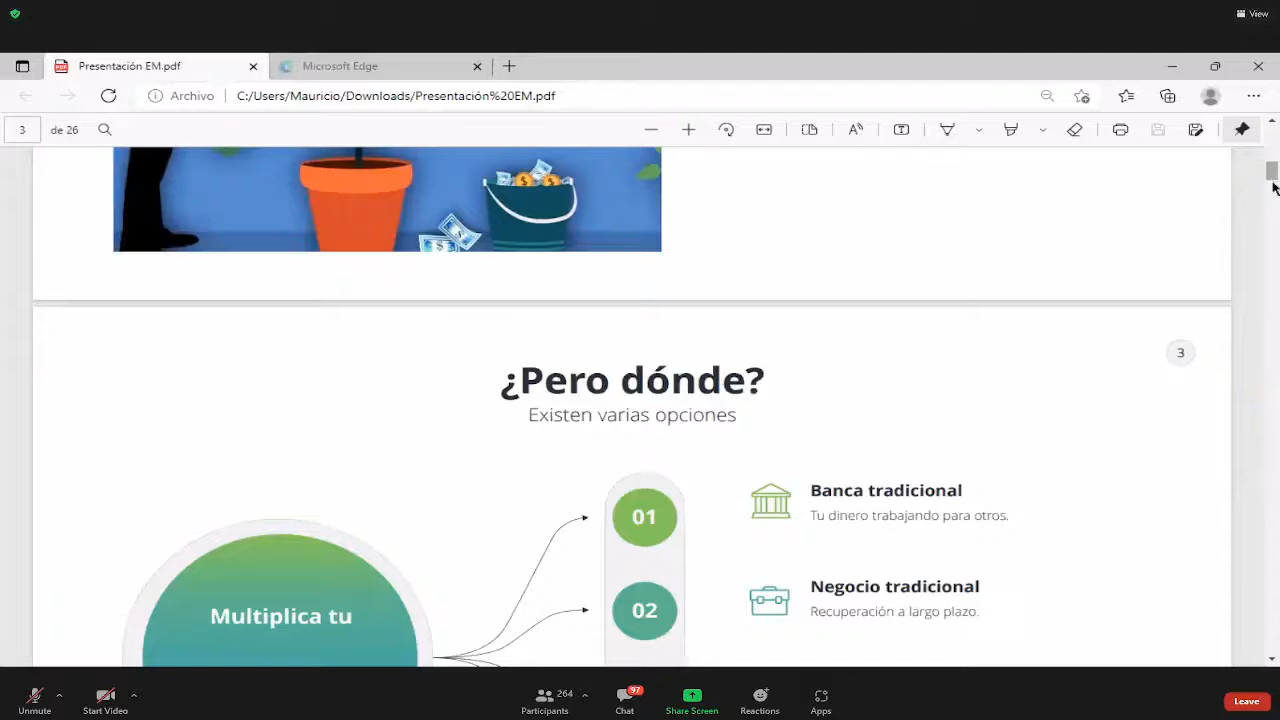 View
Presentación EM.pdf
Microsoft Edge
Archivo
C:/Users/Mauricio/Downloads/Presentación%20EM.pdf
3 de 26
3
¿Pero dónde?
Existen varias opciones
01
Banca tradicional
Tu dinero trabajando para otros.
02
Negocio tradicional
Recuperación a largo plazo.
Multiplica tu
Unmute
Start Video
264
Participants
97
Chat
Share Screen
Reactions
Apps
Leave